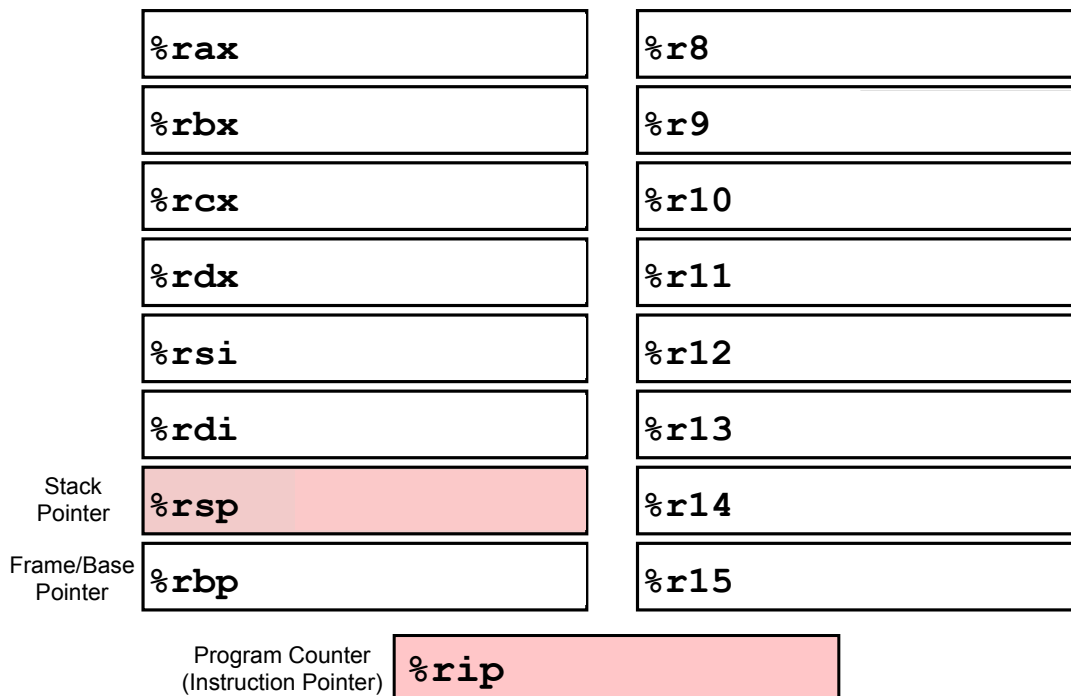 %rax
%r8
%rbx
%r9
%rcx
%r10
%rdx
%r11
%rsi
%r12
%rdi
%r13
Stack
Pointer
%rsp
%r14
Frame/Base
Pointer
%rbp
%r15
Program Counter
(Instruction Pointer)
%rip